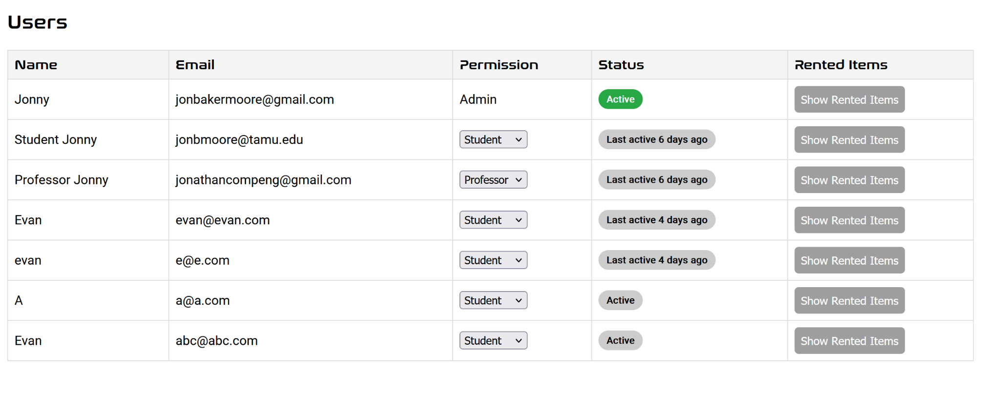 Users
Name Email Permission Status Rented Items
Jonny jonbakermoore@gmail.com Admin Active Show Rented Items
Student Jonny jonbmoore@tamu.edu Student Last active 6 days ago Show Rented Items
Professor Jonny jonathancompeng@gmail.com Professor Last active 6 days ago Show Rented Items
Evan evan@evan.com Student Last active 4 days ago Show Rented Items
evan e@e.com Student Last active 4 days ago Show Rented Items
A a@a.com Student Active Show Rented Items
Evan abc@abc.com Student Active Show Rented Items